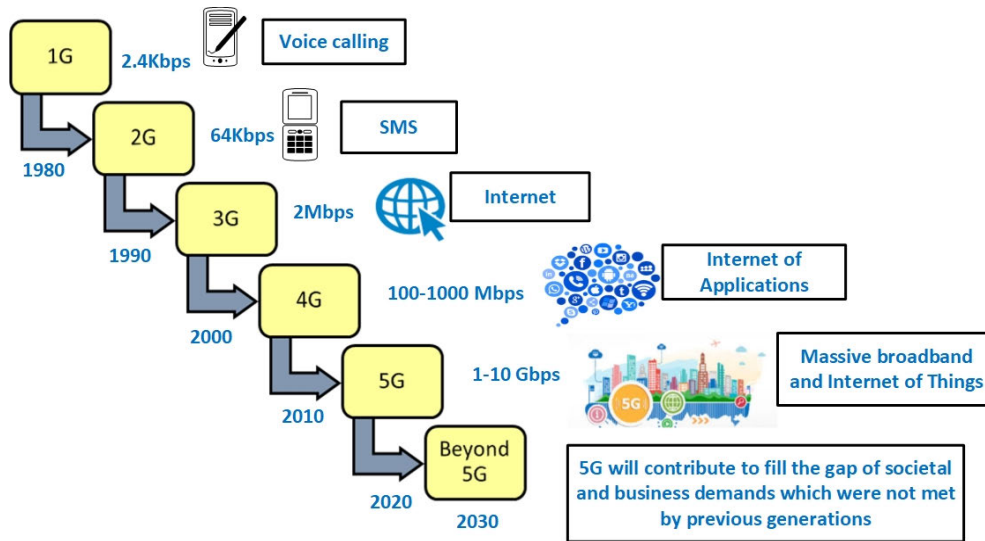 1G
2.4Kbps
Voice calling
1980
2G
64Kbps
SMS
1990
3G
2Mbps
Internet
2000
4G
100-1000 Mbps
Internet of
Applications
2010
5G
1-10 Gbps
5G
Massive broadband
and Internet of Things
2020
Beyond
5G
2030
5G will contribute to fill the gap of societal
and business demands which were not met
by previous generations